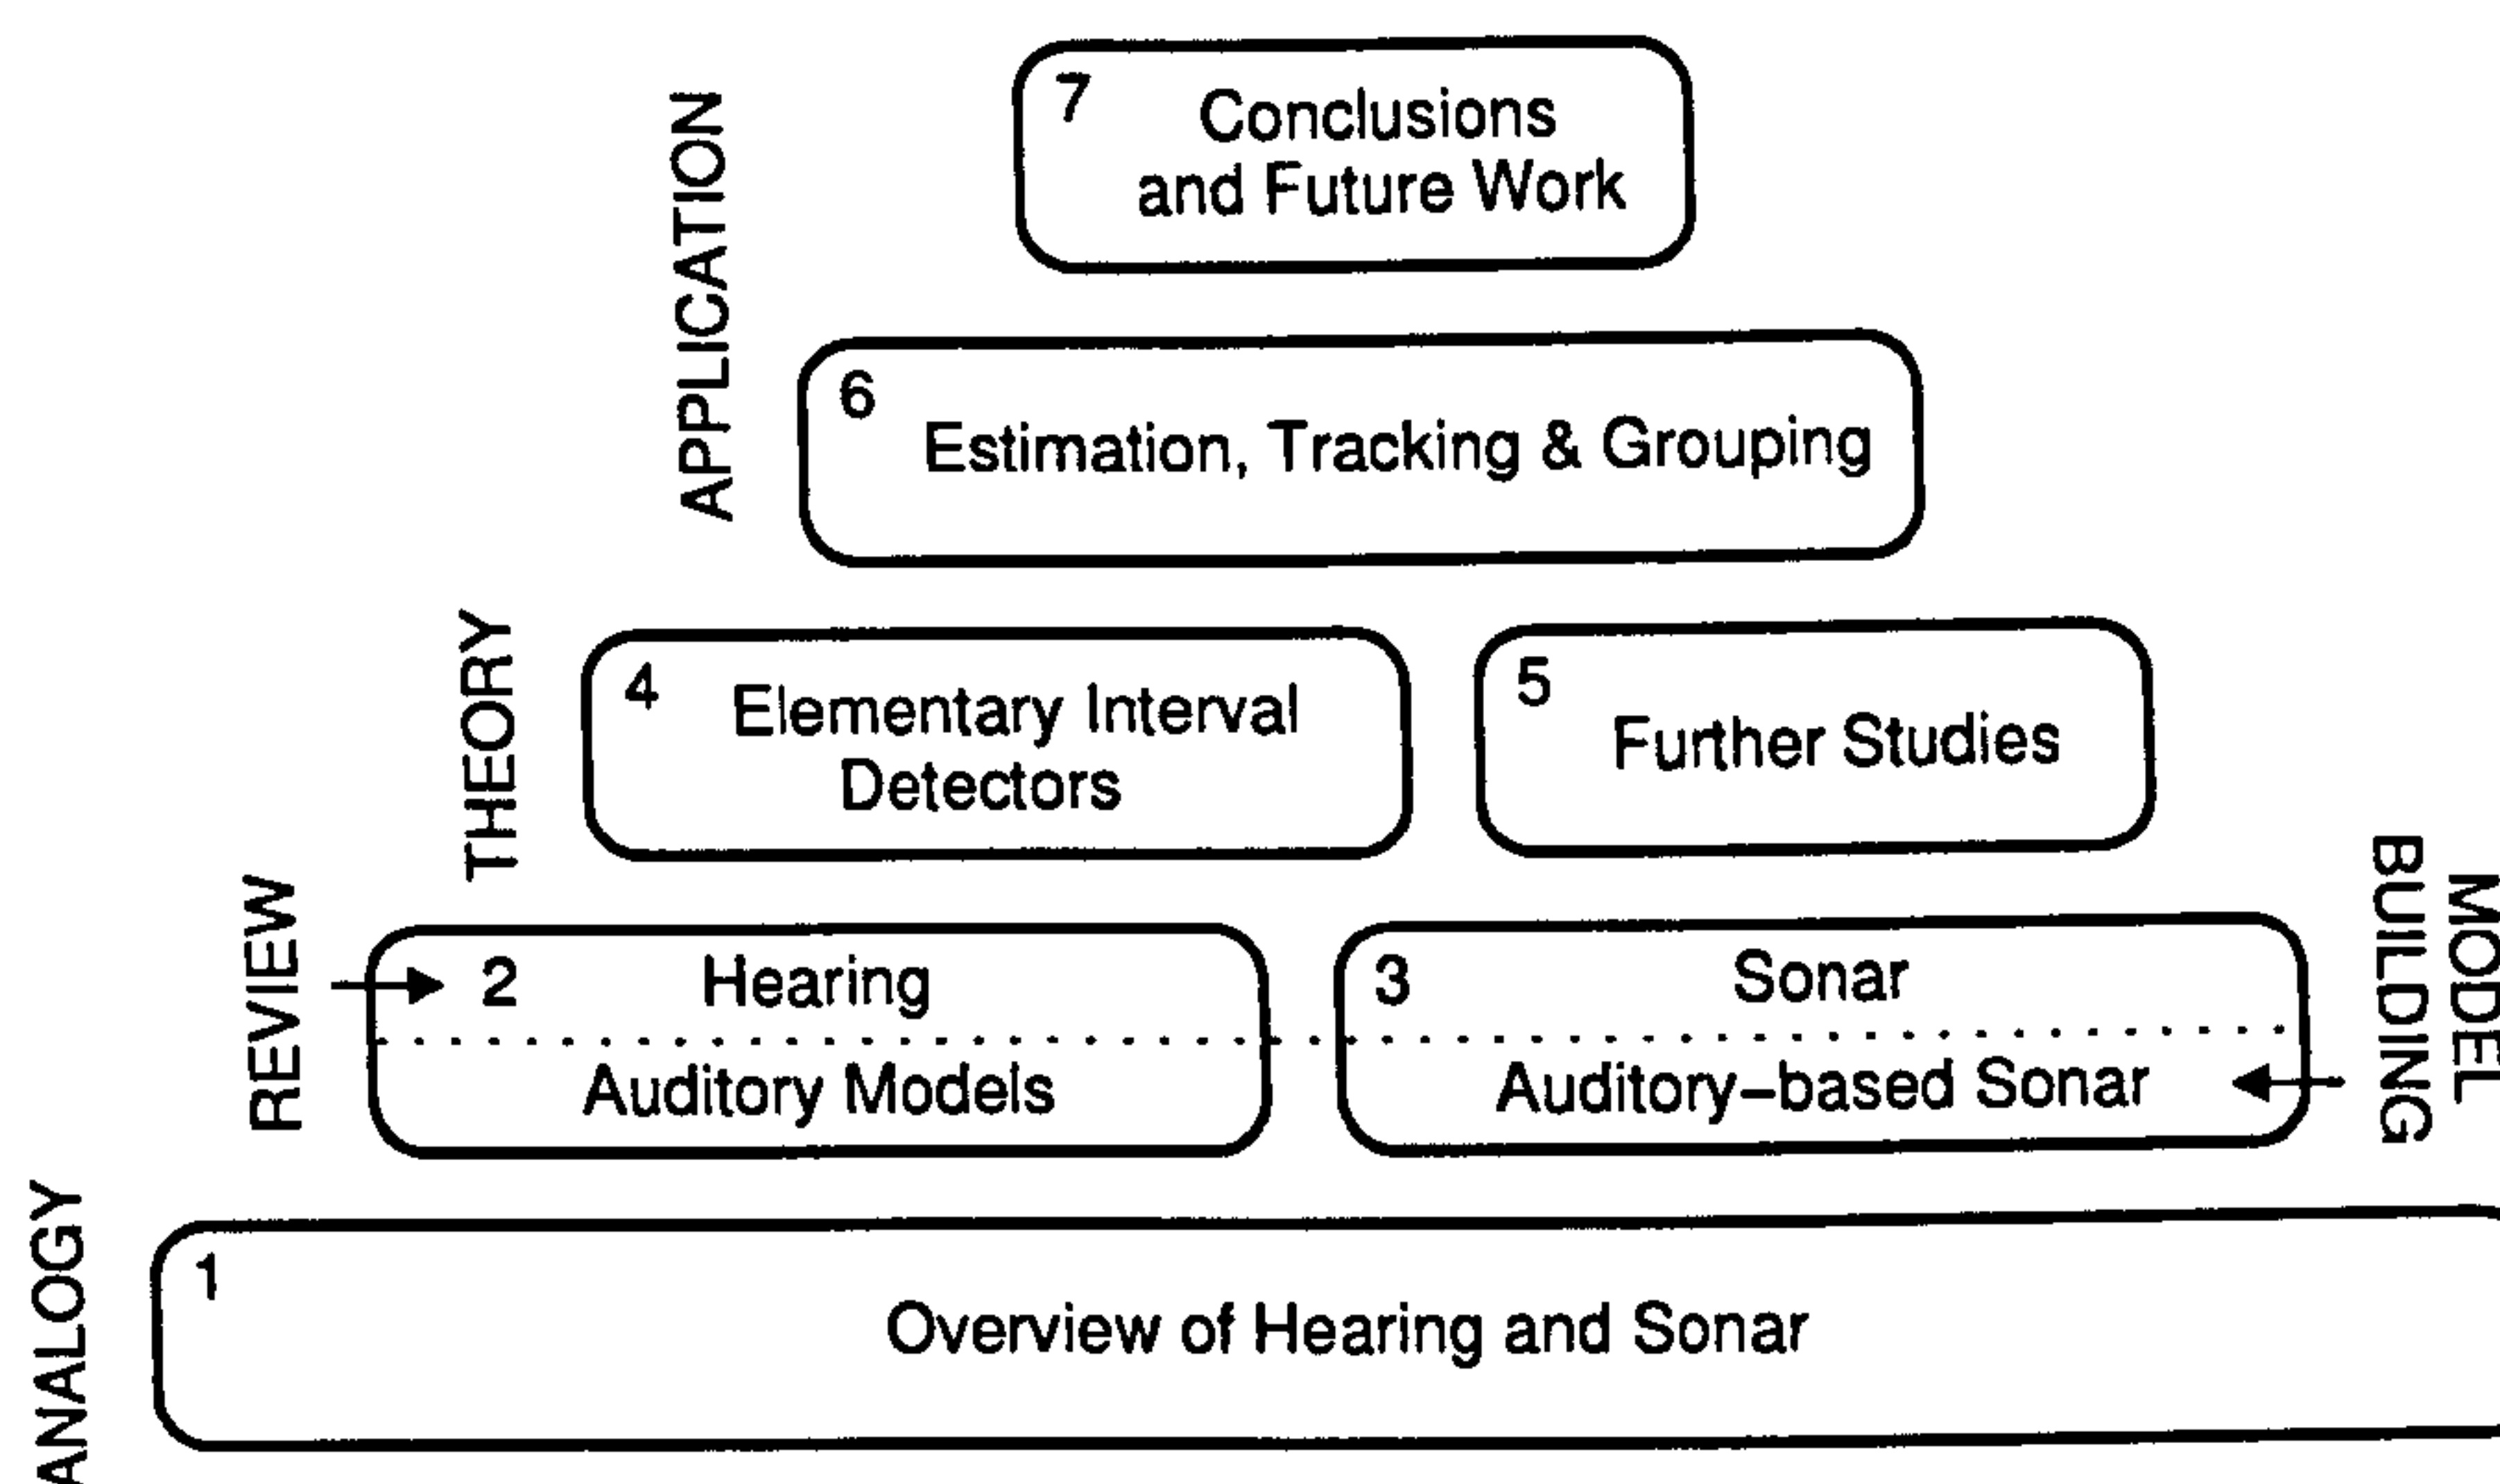 APPLICATION
7
Conclusions
and Future Work
6
Estimation, Tracking & Grouping
THEORY
4
Elementary Interval
Detectors
5
Further Studies
REVIEW
2
Hearing
Auditory Models
3
Sonar
Auditory–based Sonar
MODEL
BUILDING
ANALOGY
1
Overview of Hearing and Sonar